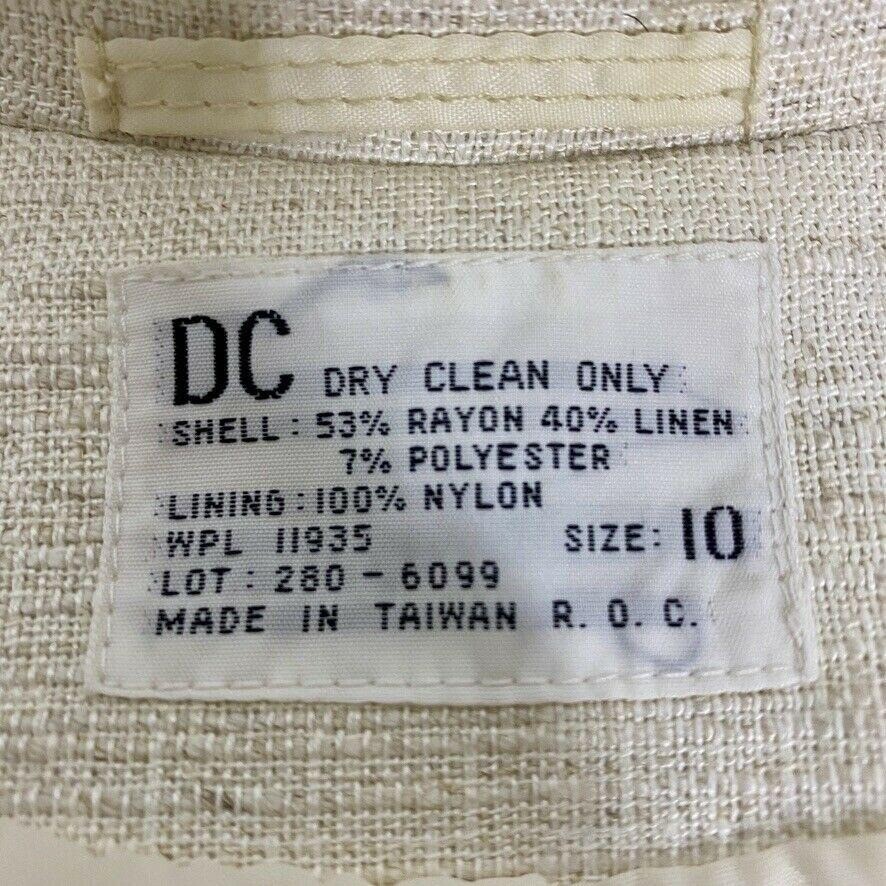 DC DRY CLEAN ONLY
SHELL: 53% RAYON 40% LINEN
7% POLYESTER
LINING: 100% NYLON
WPL 11935 SIZE: 10
LOT: 280-6099
MADE IN TAIWAN R. O. C.